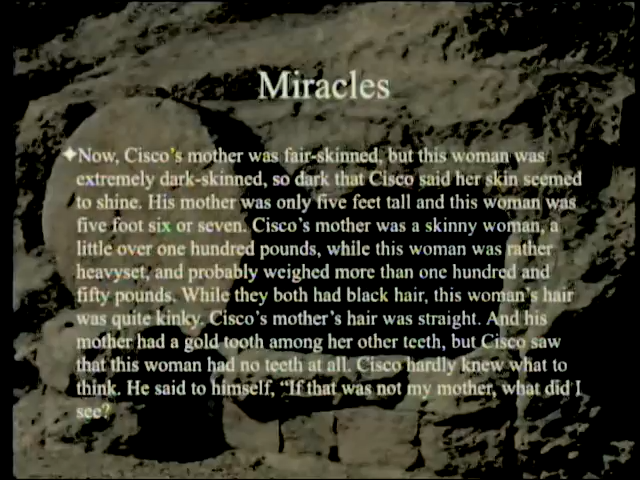 Miracles
✦Now, Cisco's mother was fair-skinned, but this woman was
extremely dark-skinned, so dark that Cisco said her skin seemed
to shine. His mother was only five feet tall and this woman was
five foot six or seven. Cisco's mother was a skinny woman, a
little over one hundred pounds, while this woman was rather
heavyset, and probably weighed more than one hundred and
fifty pounds. While they both had black hair, this woman's hair
was quite kinky. Cisco's mother's hair was straight. And his
mother had a gold tooth among her other teeth, but Cisco saw
that this woman had no teeth at all. Cisco hardly knew what to
think. He said to himself, “If that was not my mother, what did I
see?